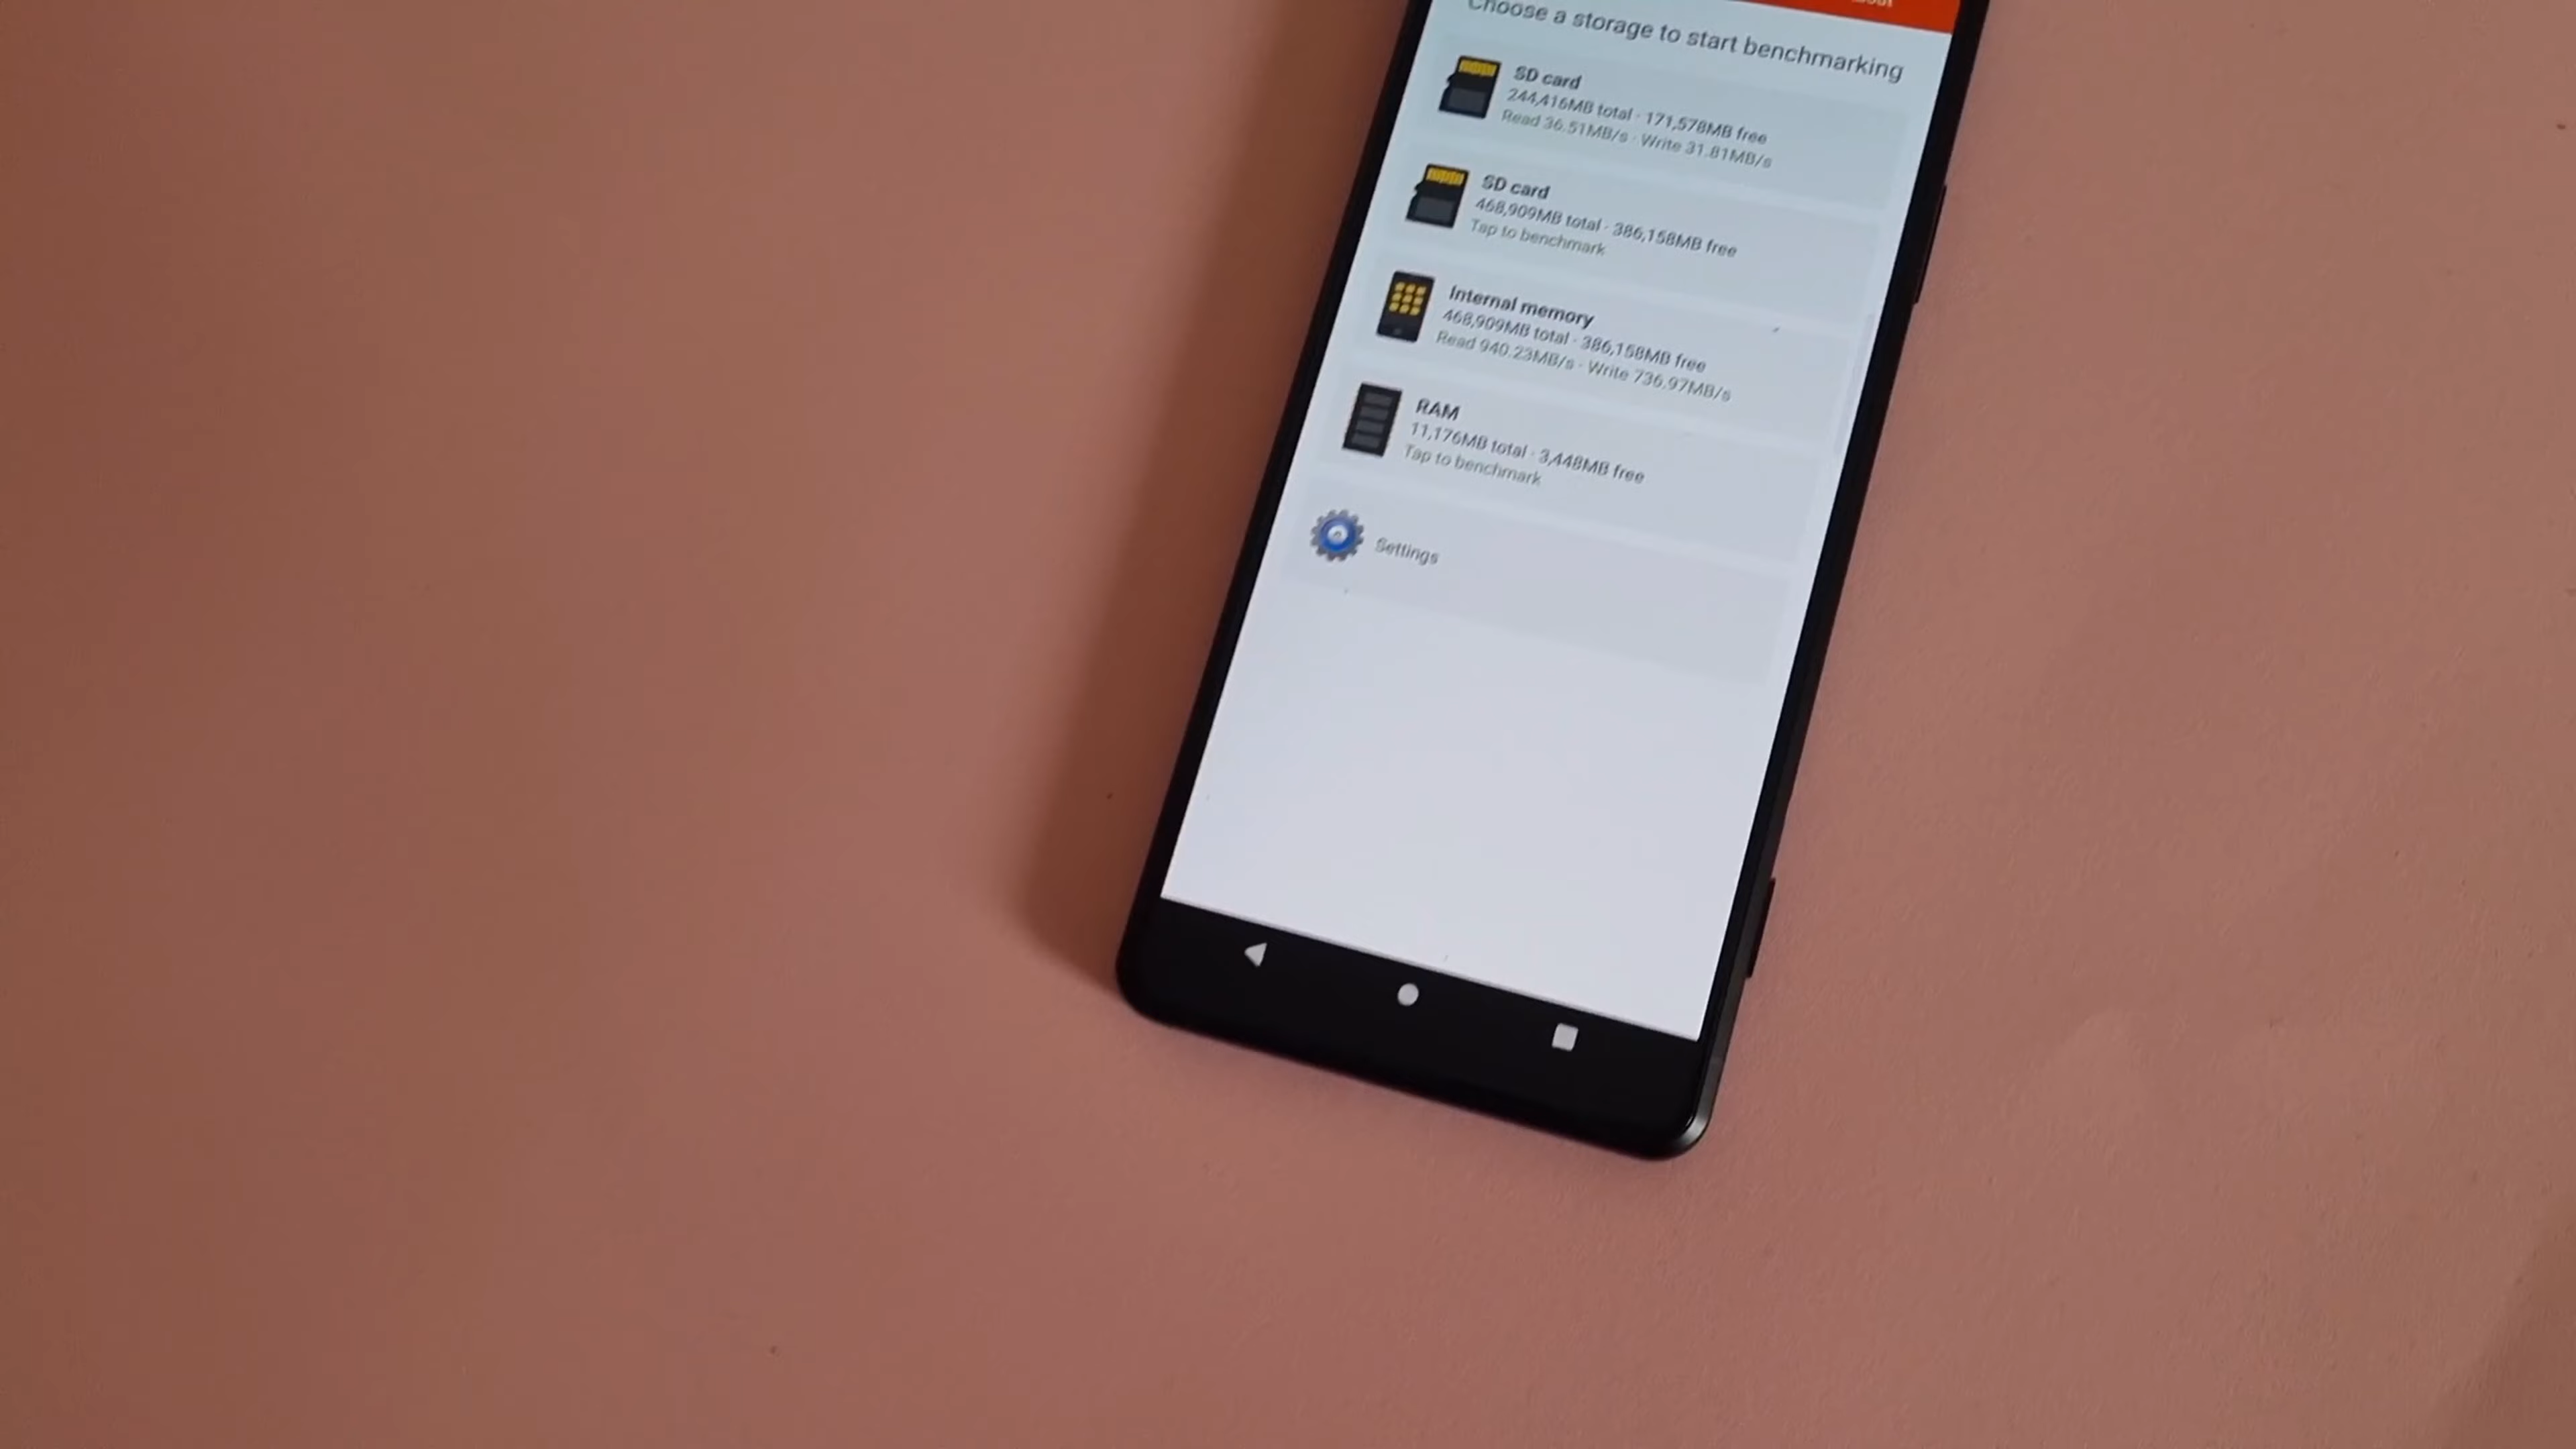 Choose a storage to start benchmarking
SD card
244,416MB total · 171,578MB free
Read 36.51MB/s · Write 31.81MB/s
SD card
468,909MB total · 386,158MB free
Tap to benchmark
Internal memory
468,909MB total · 386,158MB free
Read 940.23MB/s · Write 736.97MB/s
RAM
11,176MB total · 3,448MB free
Tap to benchmark
Settings